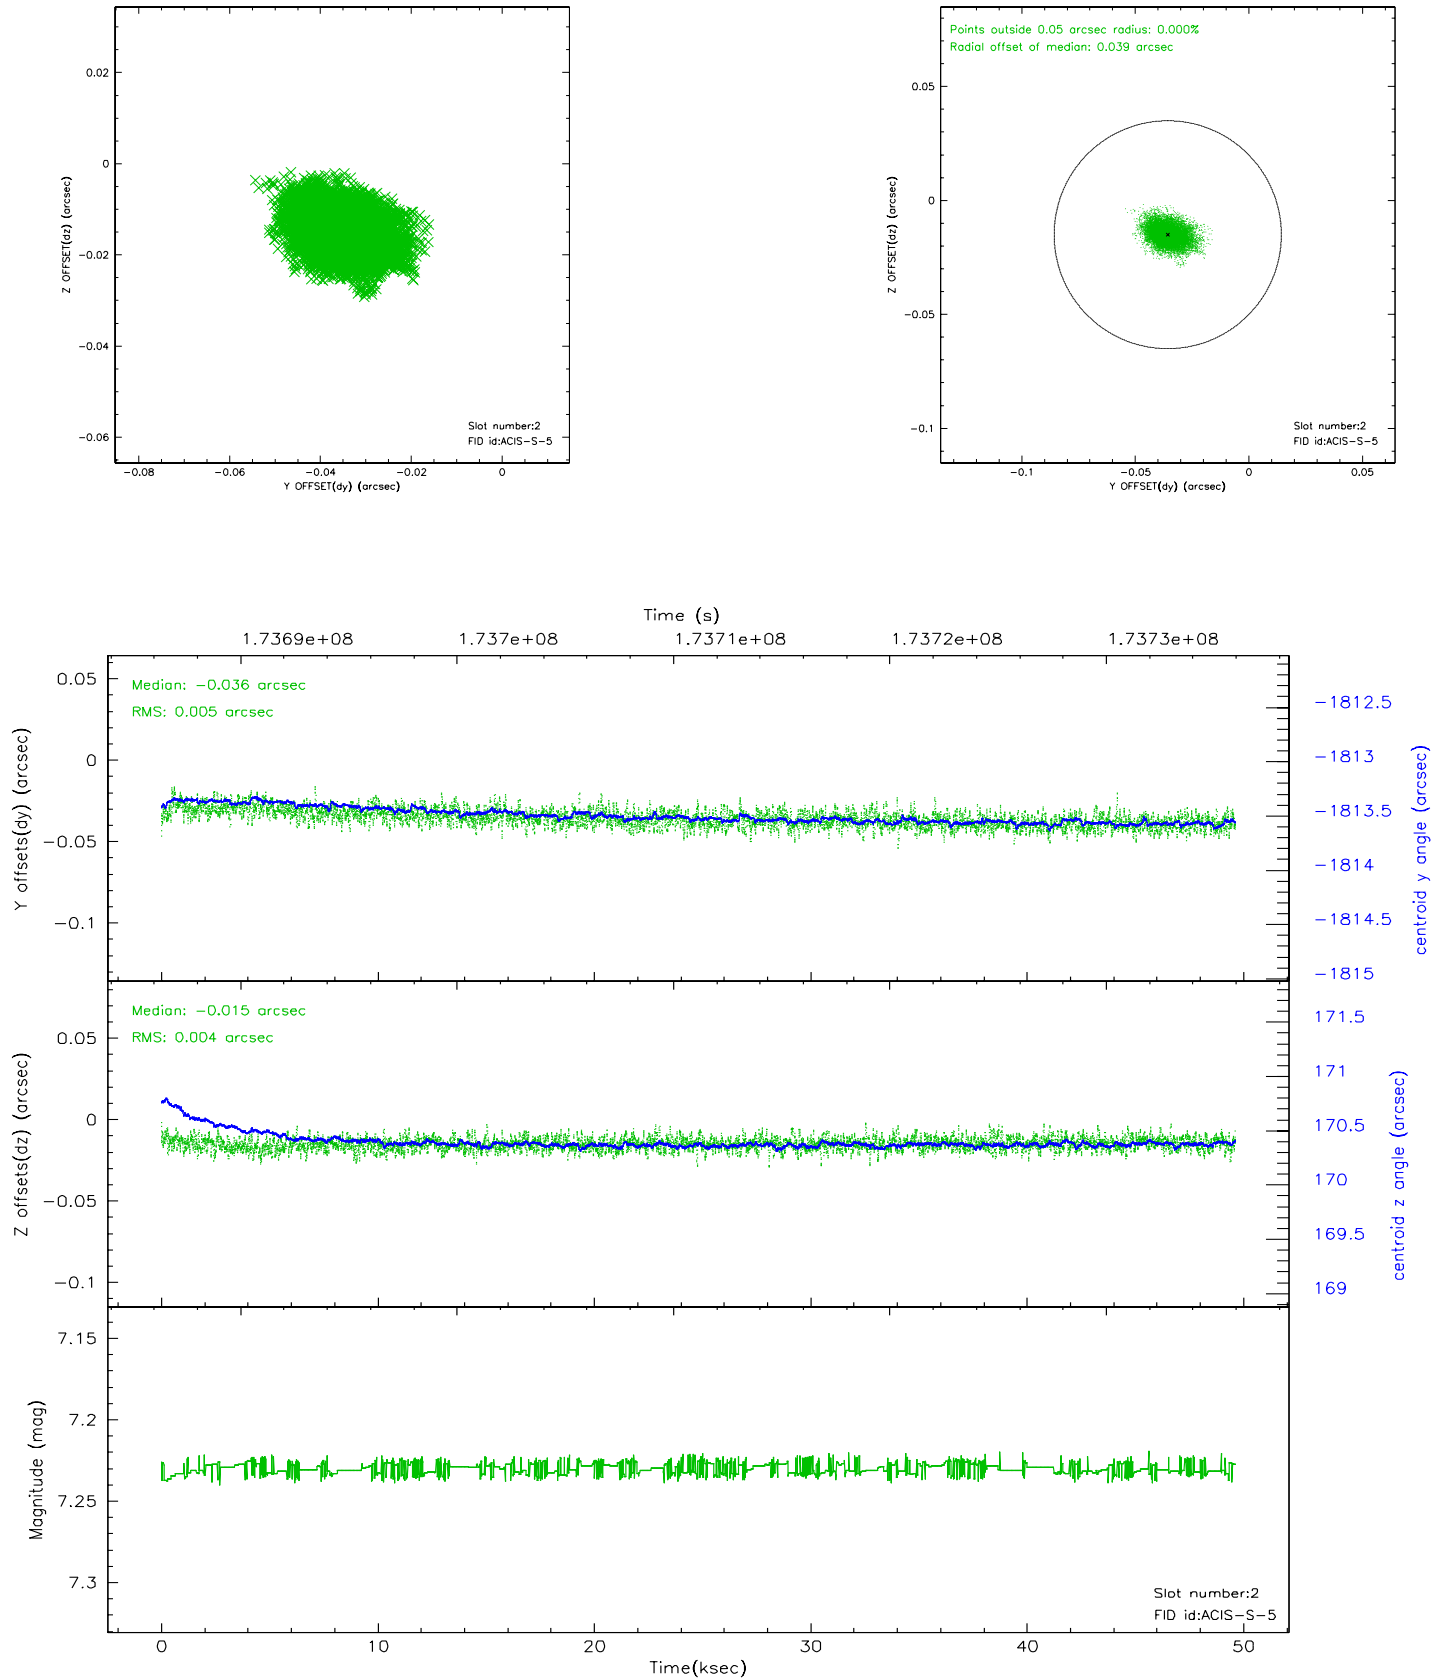 0.02
0
−0.02
−0.04
−0.06
Z OFFSET(dz) (arcsec)
Slot number:2
FID id:ACIS−S−5
−0.08
−0.06
−0.04
−0.02
0
Y OFFSET(dy) (arcsec)
Points outside 0.05 arcsec radius: 0.000%
Radial offset of median: 0.039 arcsec
0.05
0
−0.05
−0.1
Z OFFSET(dz) (arcsec)
Slot number:2
FID id:ACIS−S−5
−0.1
−0.05
0
0.05
Y OFFSET(dy) (arcsec)
Time (s)
1.7369e+08
1.737e+08
1.7371e+08
1.7372e+08
1.7373e+08
Median: −0.036 arcsec
RMS: 0.005 arcsec
0.05
0
−0.05
−0.1
Y offsets(dy) (arcsec)
−1812.5
−1813
−1813.5
−1814
−1814.5
−1815
centroid y angle (arcsec)
Median: −0.015 arcsec
RMS: 0.004 arcsec
0.05
0
−0.05
−0.1
Z offsets(dz) (arcsec)
171.5
171
170.5
170
169.5
169
centroid z angle (arcsec)
7.15
7.2
7.25
7.3
Magnitude (mag)
Slot number:2
FID id:ACIS−S−5
0
10
20
30
40
50
Time(ksec)